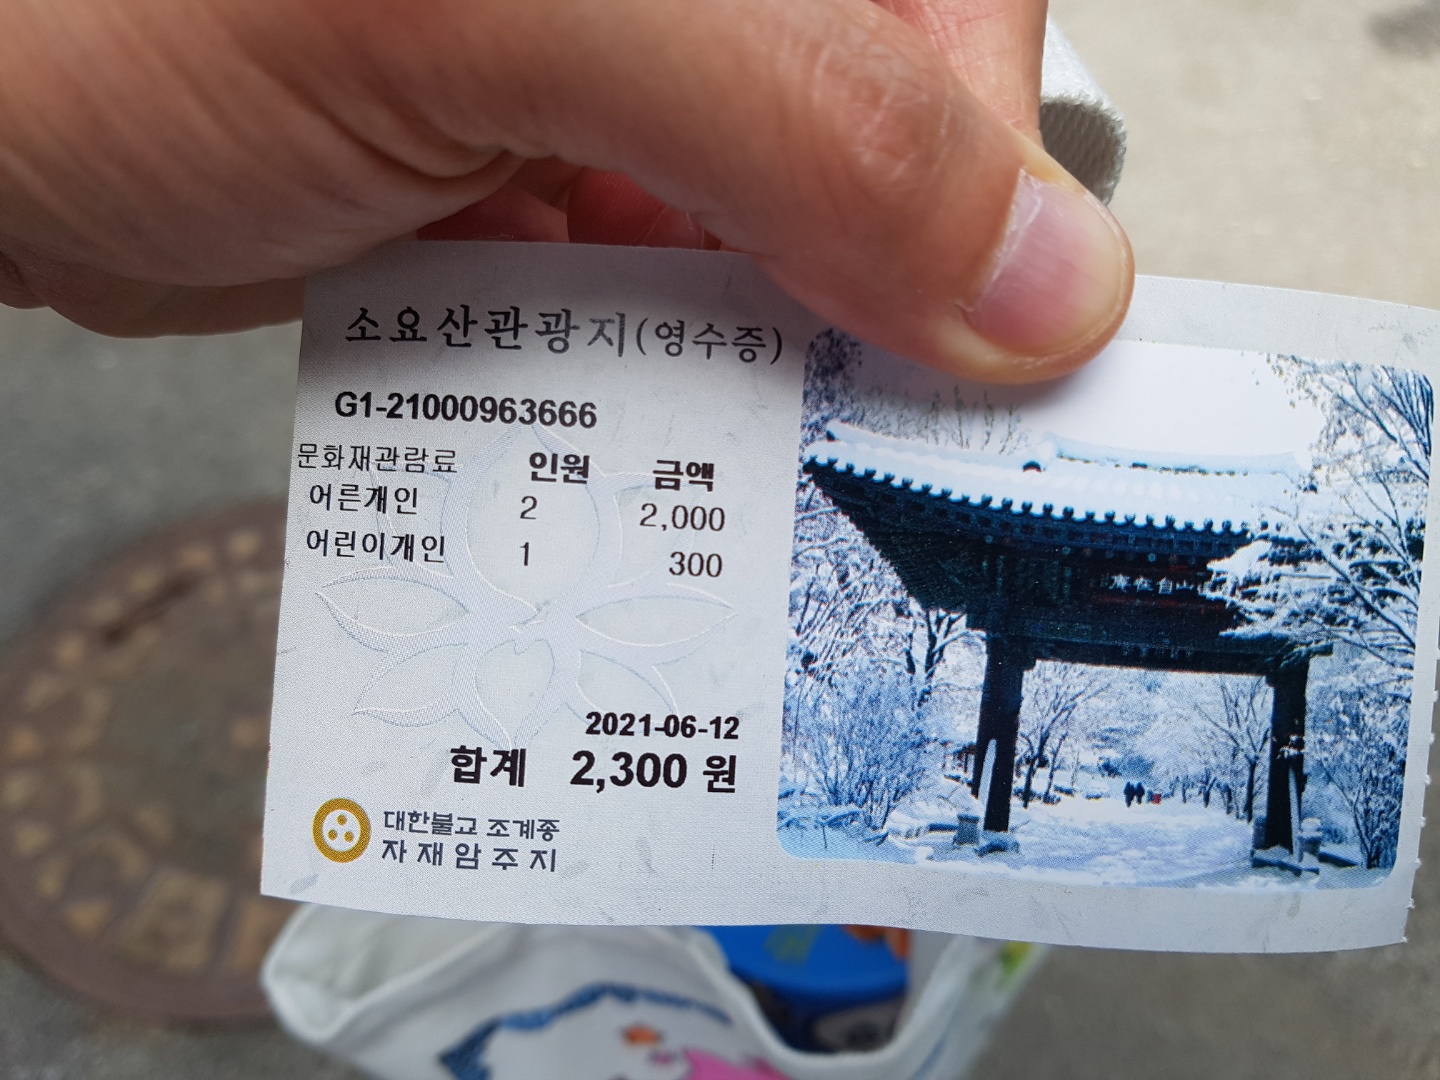 소요산관광지(영수증)
G1-21000963666
문화재관람료 인원 금액
어른개인 2 2,000
어린이개인 1 300
2021-06-12
합계 2,300 원
대한불교 조계종
자재암주지